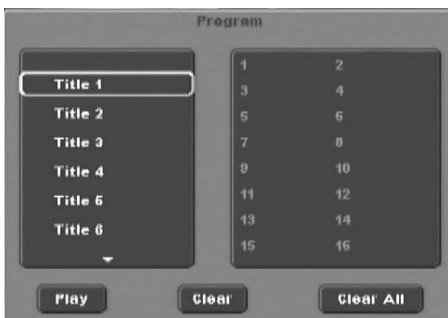 Program
Title 1
Title 2
Title 3
Title 4
Title 5
Title 6
1 2
3 4
5 6
7 8
9 10
11 12
13 14
15 16
Play Clear Clear All